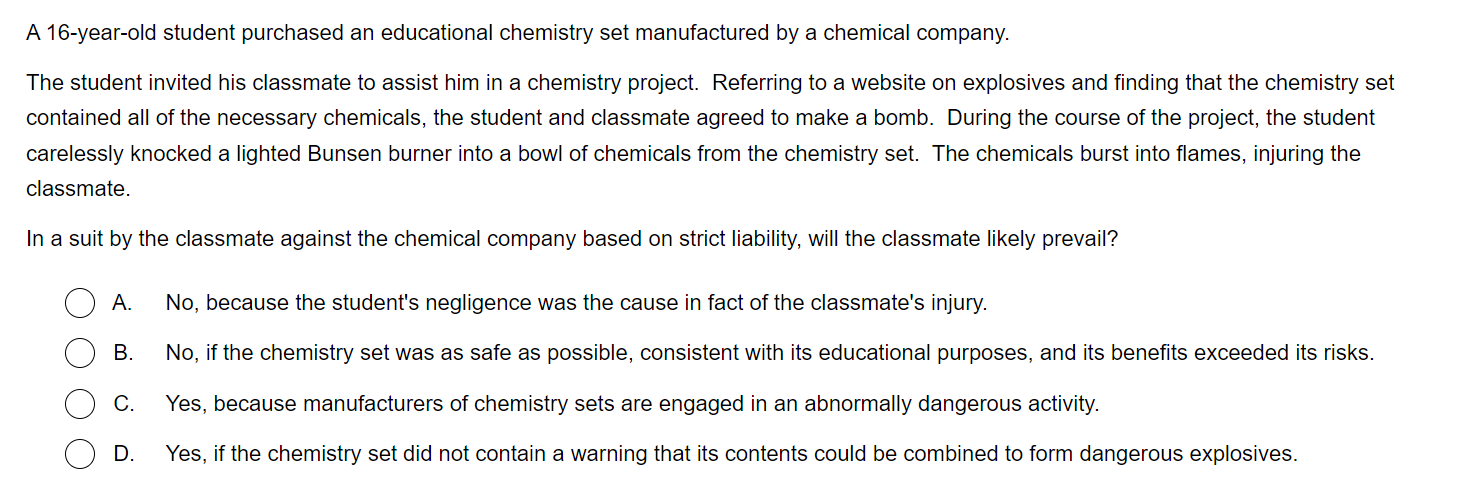 A 16-year-old student purchased an educational chemistry set manufactured by a chemical company.
The student invited his classmate to assist him in a chemistry project.  Referring to a website on explosives and finding that the chemistry set
contained all of the necessary chemicals, the student and classmate agreed to make a bomb.  During the course of the project, the student
carelessly knocked a lighted Bunsen burner into a bowl of chemicals from the chemistry set.  The chemicals burst into flames, injuring the
classmate.
In a suit by the classmate against the chemical company based on strict liability, will the classmate likely prevail?
A. No, because the student's negligence was the cause in fact of the classmate's injury.
B. No, if the chemistry set was as safe as possible, consistent with its educational purposes, and its benefits exceeded its risks.
C. Yes, because manufacturers of chemistry sets are engaged in an abnormally dangerous activity.
D. Yes, if the chemistry set did not contain a warning that its contents could be combined to form dangerous explosives.